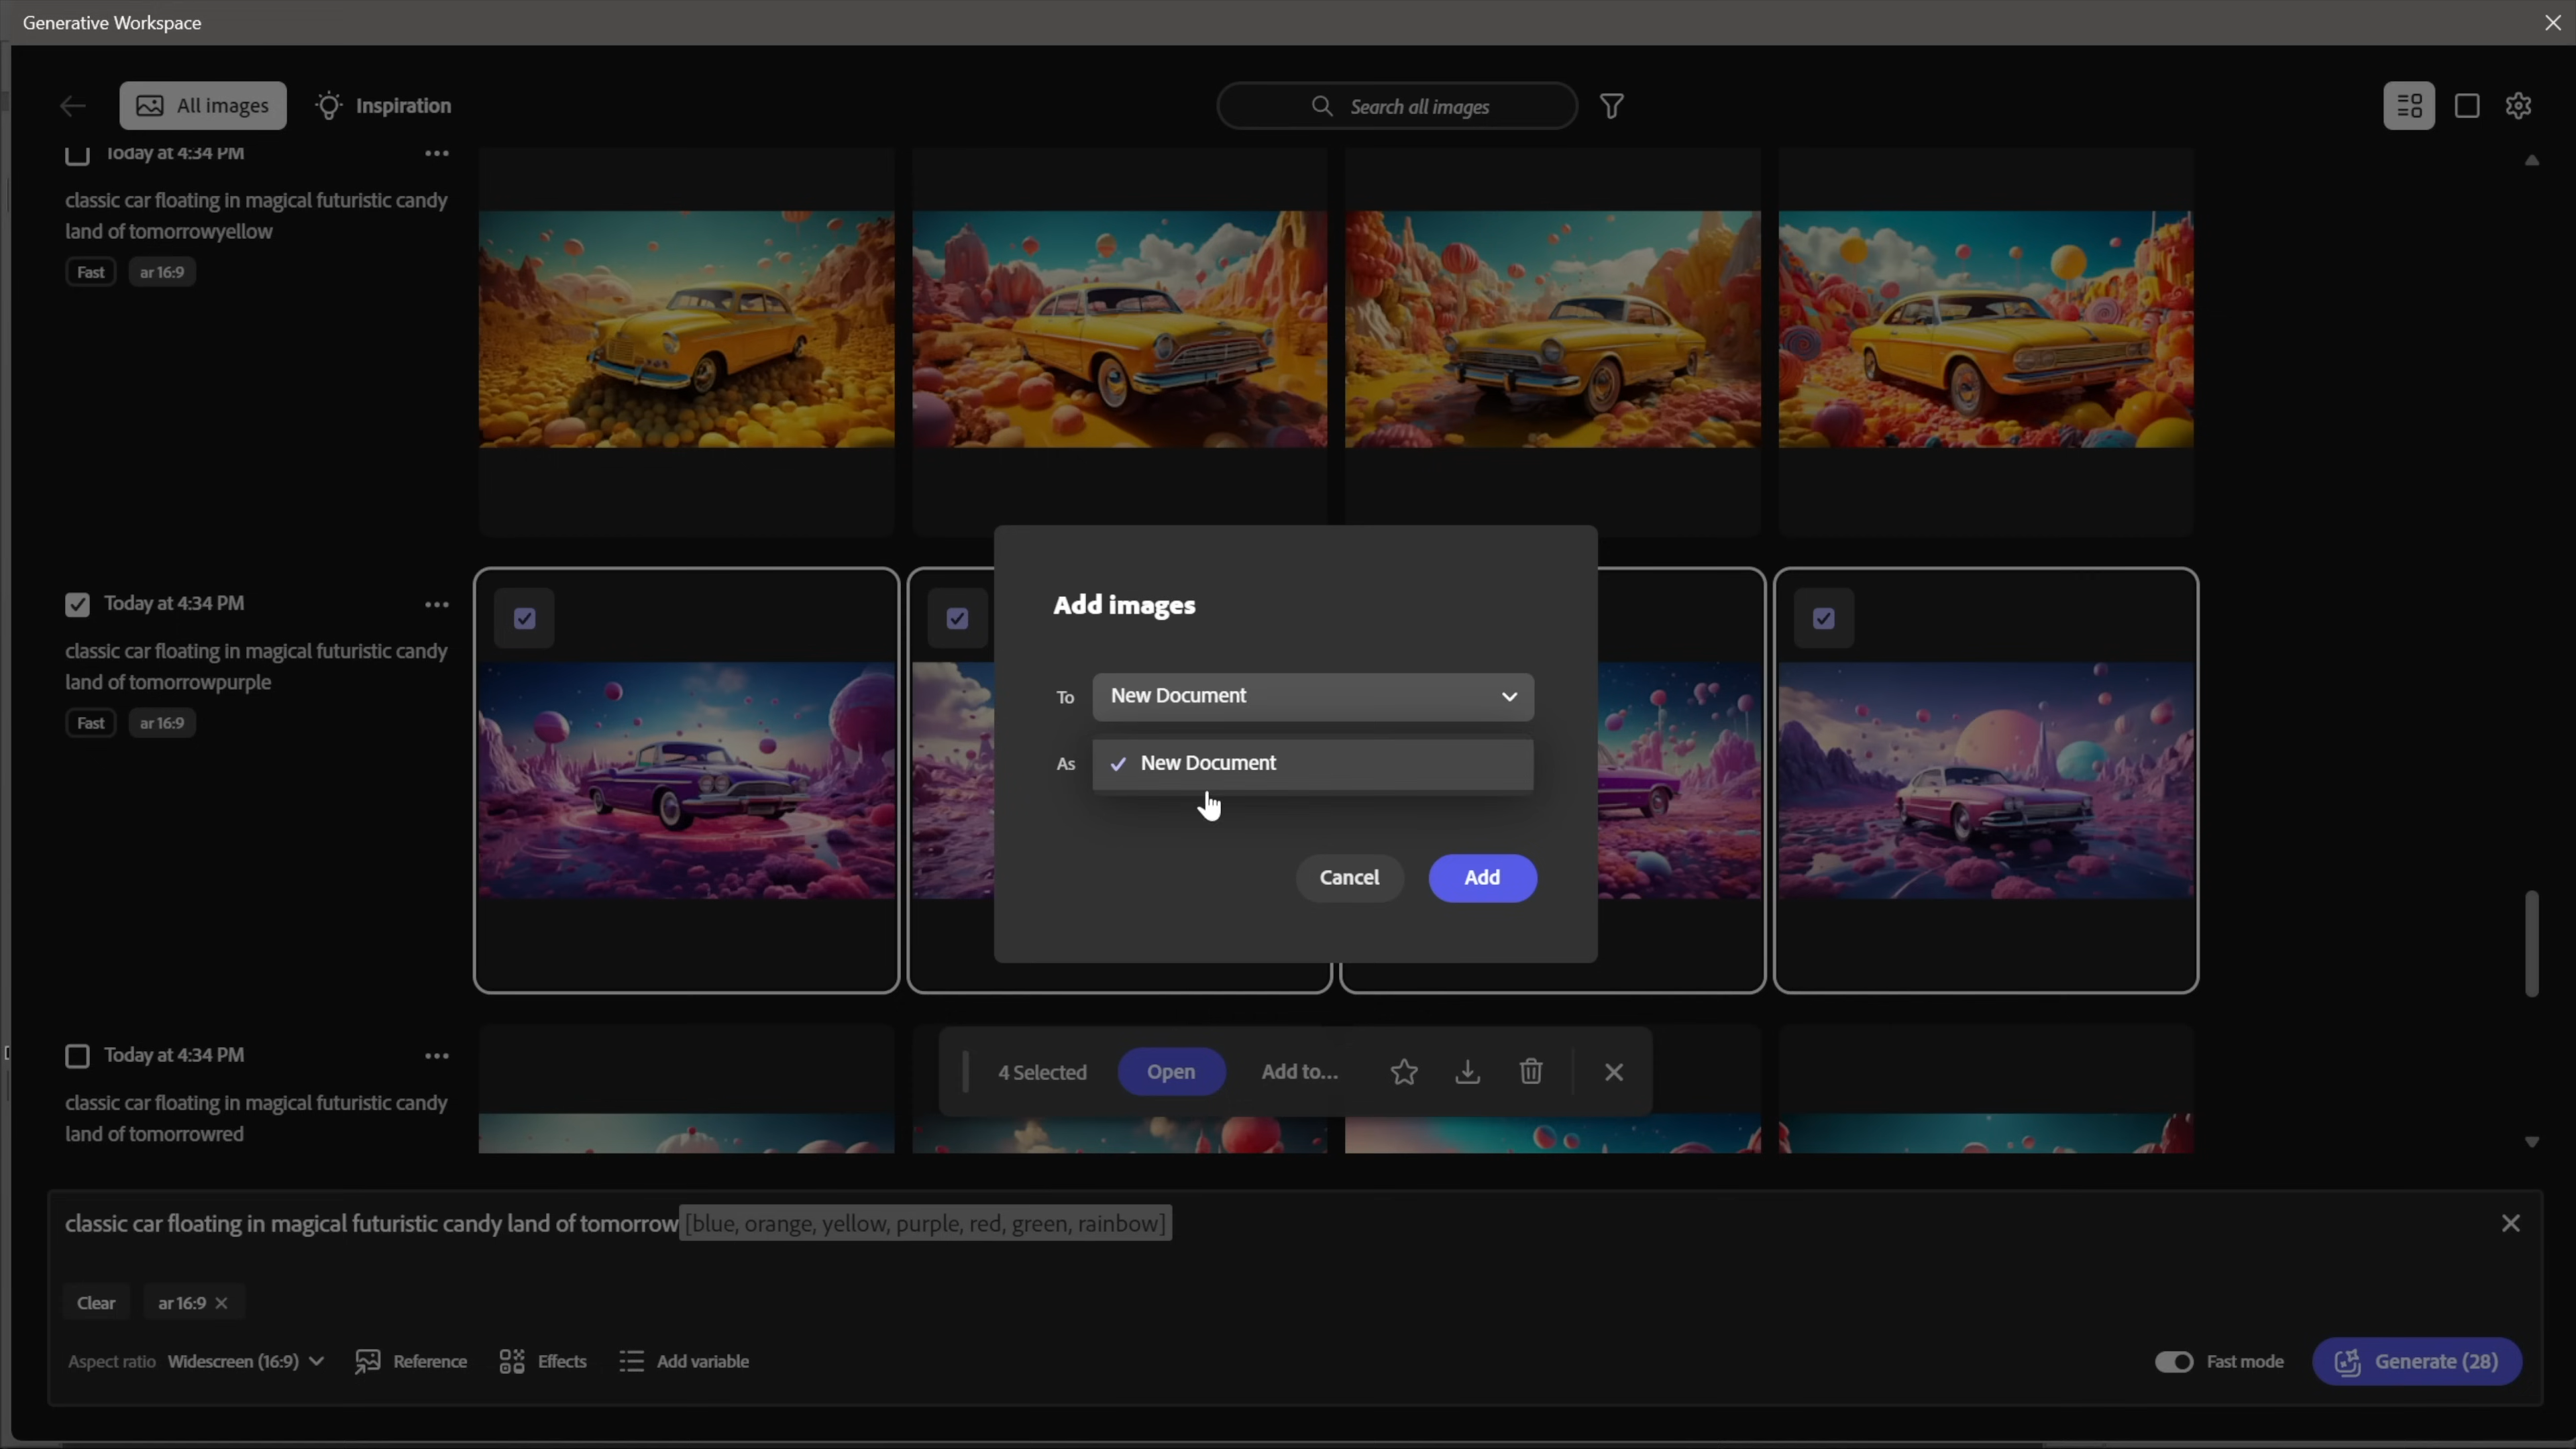 Generative Workspace
All images
Inspiration
Search all images
Today at 4:34 PM
classic car floating in magical futuristic candy
land of tomorrowyellow
Fast
ar 16:9
Today at 4:34 PM
classic car floating in magical futuristic candy
land of tomorrowpurple
Fast
ar 16:9
Add images
To
New Document
As
New Document
Cancel
Add
Today at 4:34 PM
classic car floating in magical futuristic candy
land of tomorrowred
4 Selected
Open
Add to...
classic car floating in magical futuristic candy land of tomorrow [blue, orange, yellow, purple, red, green, rainbow]
Clear
ar 16:9
Aspect ratio Widescreen (16:9)
Reference
Effects
Add variable
Fast mode
Generate (28)